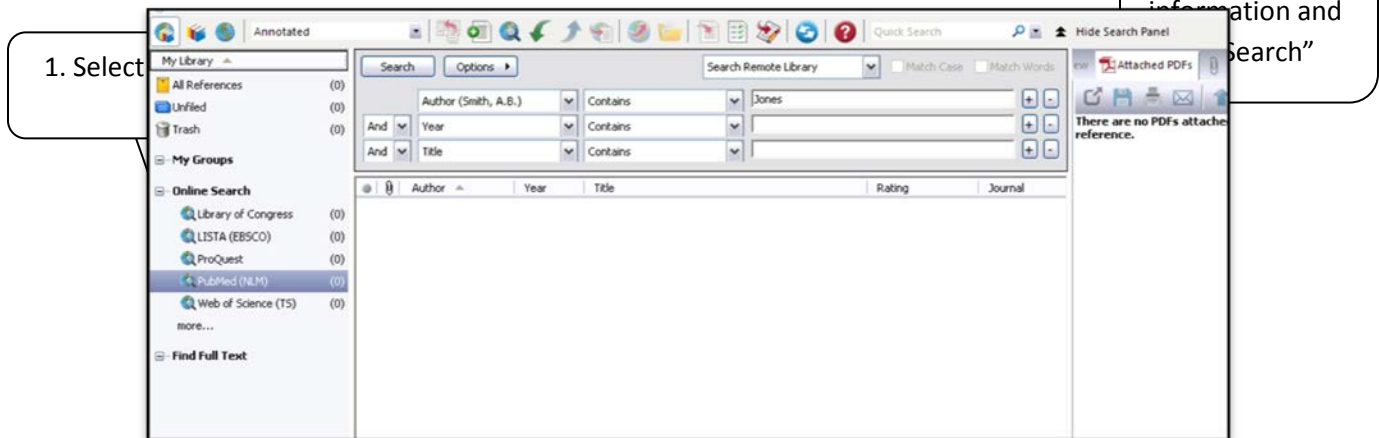 information and
Search”
1. Select
Annotated
Quick Search
Hide Search Panel
My Library
All References (0)
Unfiled (0)
Trash (0)
My Groups
Online Search
Library of Congress (0)
LISTA (EBSCO) (0)
ProQuest (0)
PubMed (NLM) (0)
Web of Science (TS) (0)
more...
Find Full Text
Search Options Search Remote Library Match Case Match Words
Author (Smith, A.B.) Contains Jones
And Year Contains
And Title Contains
Author Year Title Rating Journal
Attached PDFs
There are no PDFs attache
reference.